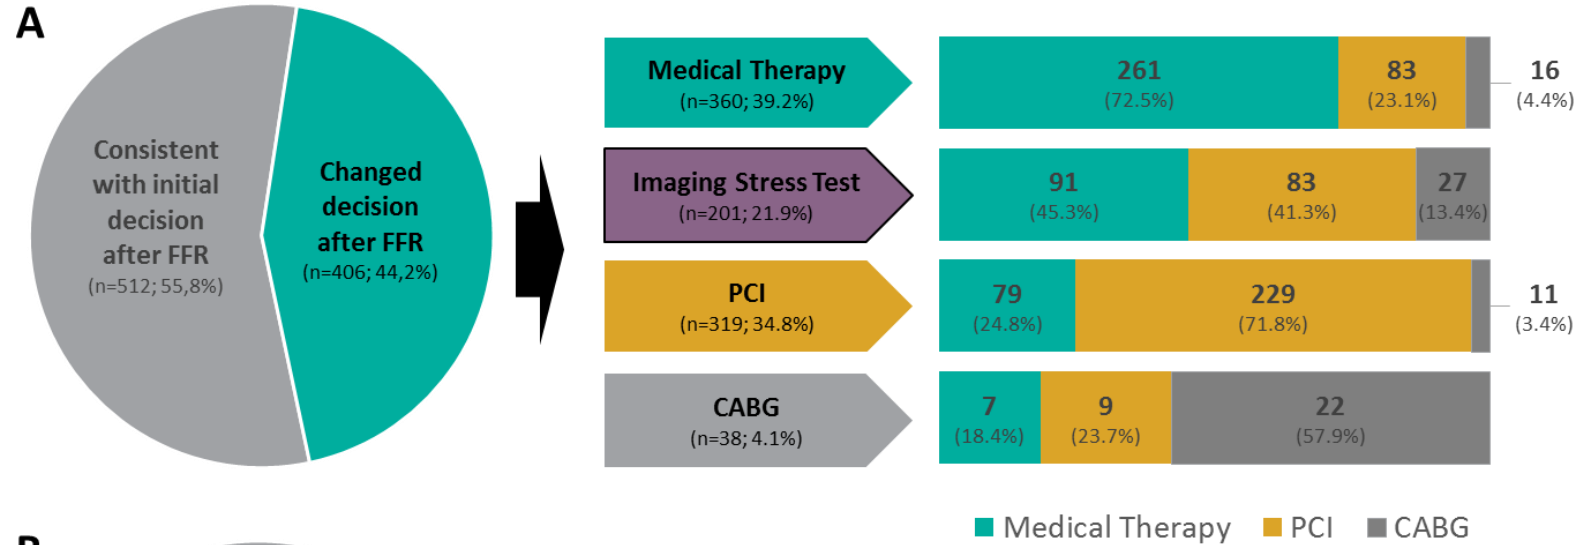 A
Consistent
with initial
decision
after FFR
(n=512; 55,8%)
Changed
decision
after FFR
(n=406; 44,2%)
Medical Therapy
(n=360; 39.2%)
261
(72.5%)
83
(23.1%)
16
(4.4%)
Imaging Stress Test
(n=201; 21.9%)
91
(45.3%)
83
(41.3%)
27
(13.4%)
PCI
(n=319; 34.8%)
79
(24.8%)
229
(71.8%)
11
(3.4%)
CABG
(n=38; 4.1%)
7
(18.4%)
9
(23.7%)
22
(57.9%)
Medical Therapy PCI CABG